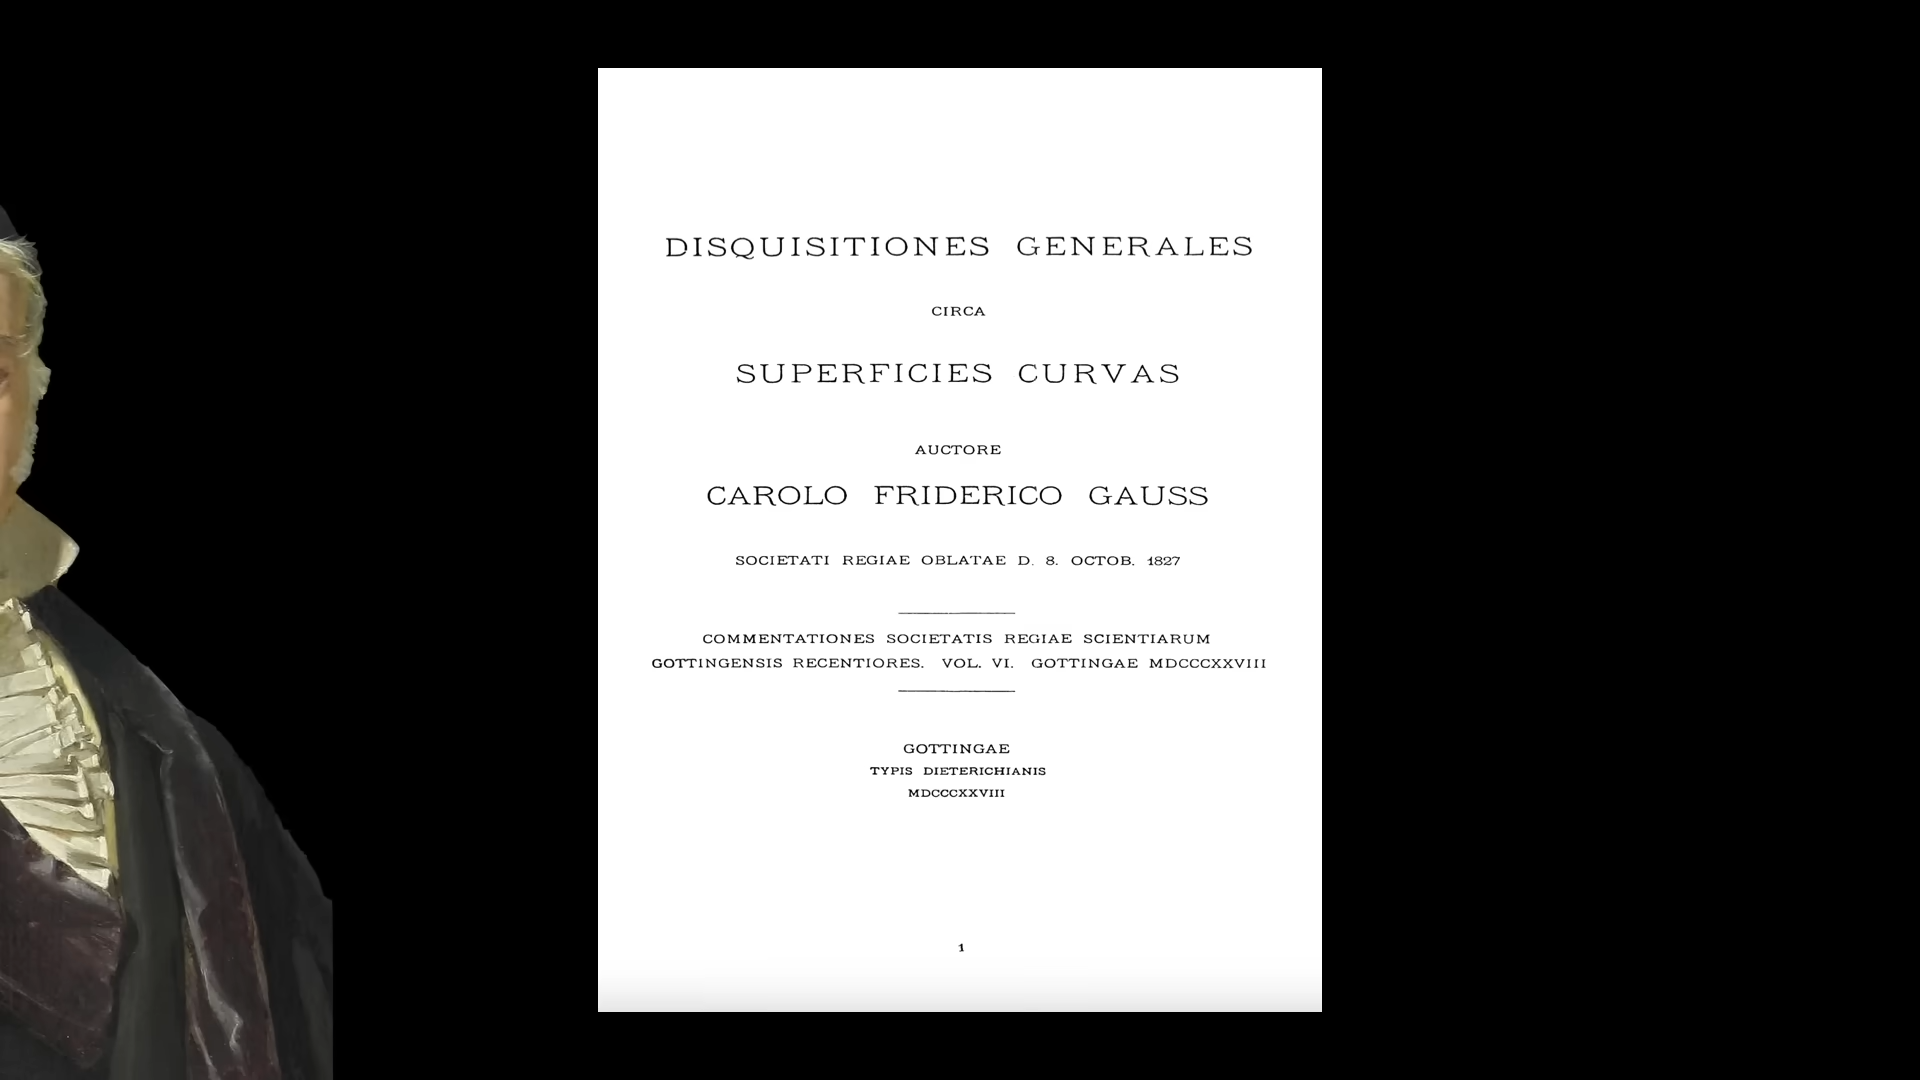 DISQUISITIONES GENERALES
CIRCA
SUPERFICIES CURVAS
AUCTORE
CAROLO FRIDERICO GAUSS
SOCIETATI REGIAE OBLATAE D. 8. OCTOB. 1827
COMMENTATIONES SOCIETATIS REGIAE SCIENTIARUM
GOTTINGENSIS RECENTIORES. VOL. VI. GOTTINGAE MDCCCXXVIII
GOTTINGAE
TYPIS DIETERICHIANIS
MDCCCXXVIII
1